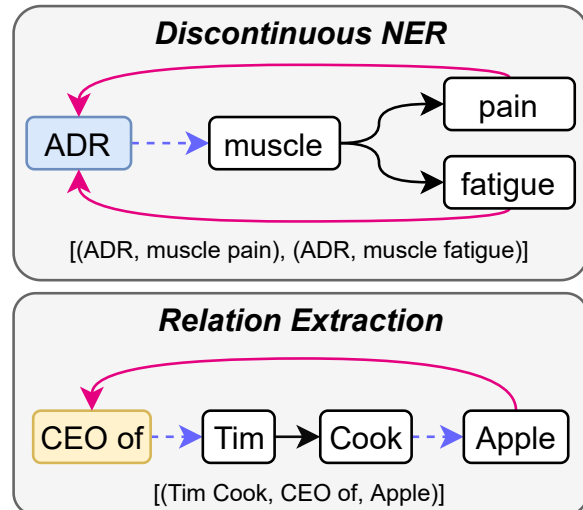 Discontinuous NER
pain
ADR
muscle
fatigue
[(ADR, muscle pain), (ADR, muscle fatigue)]
Relation Extraction
CEO of
Tim
Cook
Apple
[(Tim Cook, CEO of, Apple)]